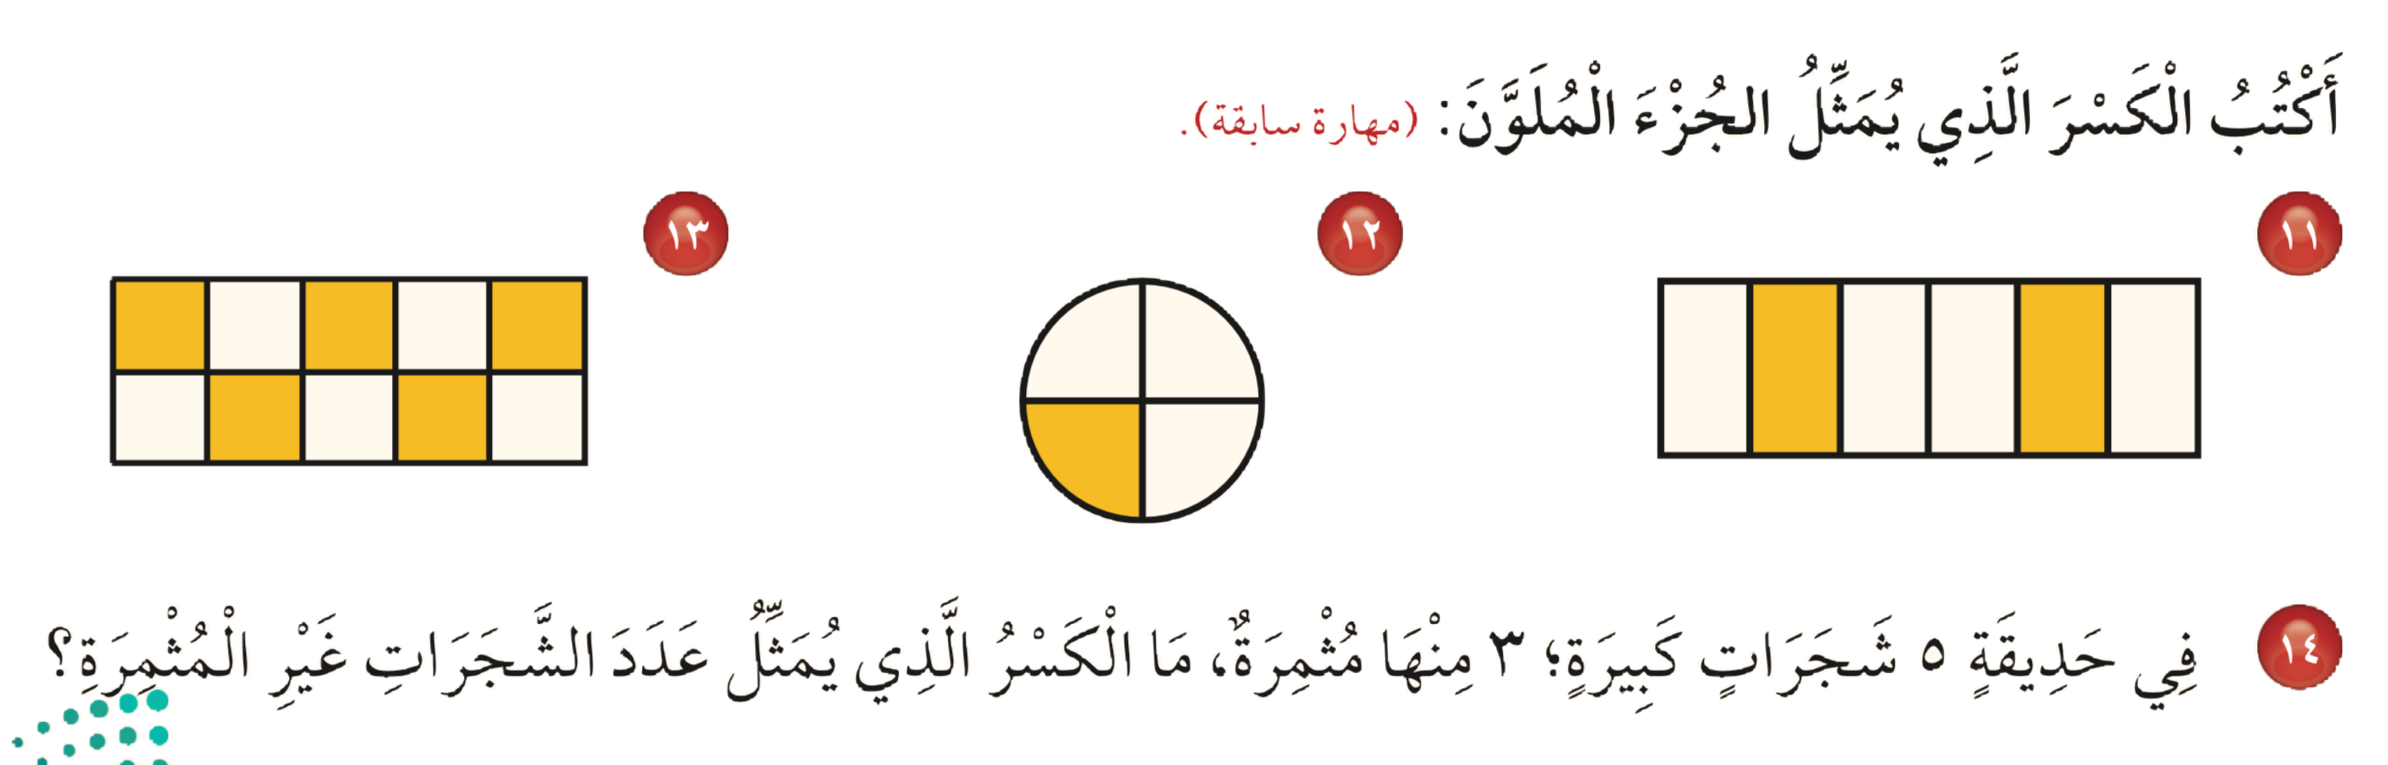 أَكْتُبُ الْكَسْرَ الَّذِي يُمَثِّلُ الجُزْءَ الْمُلَوَّنَ: (مهارة سابقة).
١١ ١٢ ١٣
١٤ فِي حَدِيقَةٍ ٥ شَجَرَاتٍ كَبِيرَةٍ؛ ٣ مِنْهَا مُثْمِرَةٌ، مَا الْكَسْرُ الَّذِي يُمَثِّلُ عَدَدَ الشَّجَرَاتِ غَيْرِ الْمُثْمِرَةِ؟